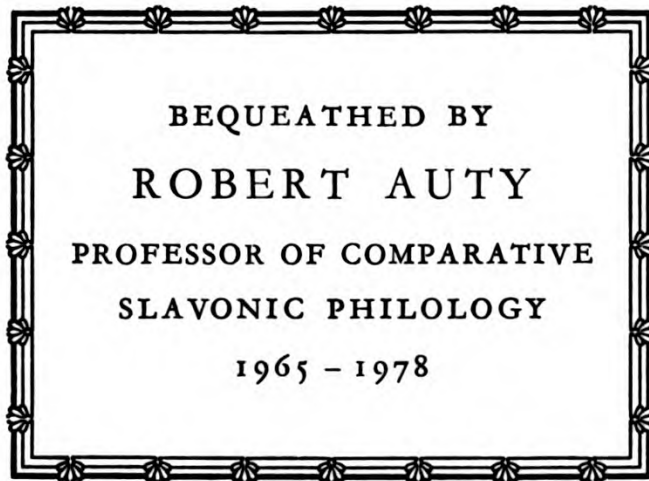 BEQUEATHED BY
ROBERT AUTY
PROFESSOR OF COMPARATIVE
SLAVONIC PHILOLOGY
1965 – 1978